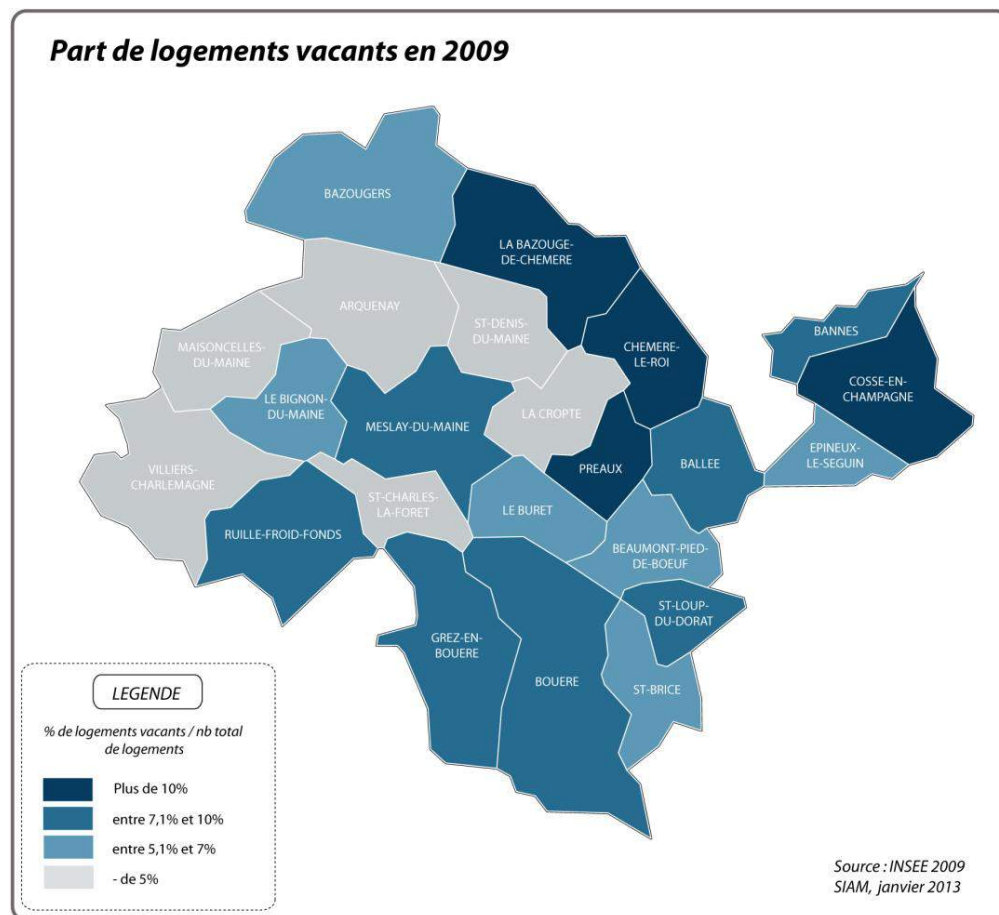 Part de logements vacants en 2009
BAZOUGERS
LA BAZOUGE-
DE-CHEMERE
ARQUENAY
ST-DENIS-
DU-MAINE
BANNES
MAISONCELLES-
DU-MAINE
CHEMERE-
LE-ROI
COSSE-EN-
CHAMPAGNE
LE BIGNON-
DU-MAINE
MESLAY-DU-MAINE
LA CROPTE
EPINEUX-
LE-SEGUIN
VILLIERS-
CHARLEMAGNE
PREAUX
BALLEE
ST-CHARLES-
LA-FORET
LE BURET
RUILLE-FROID-FONDS
BEAUMONT-PIED-
DE-BOEUF
ST-LOUP-
DU-DORAT
GREZ-EN-
BOUERE
BOUERE
ST-BRICE
LEGENDE
% de logements vacants / nb total
de logements
Plus de 10%
entre 7,1% et 10%
entre 5,1% et 7%
- de 5%
Source : INSEE 2009
SIAM, janvier 2013